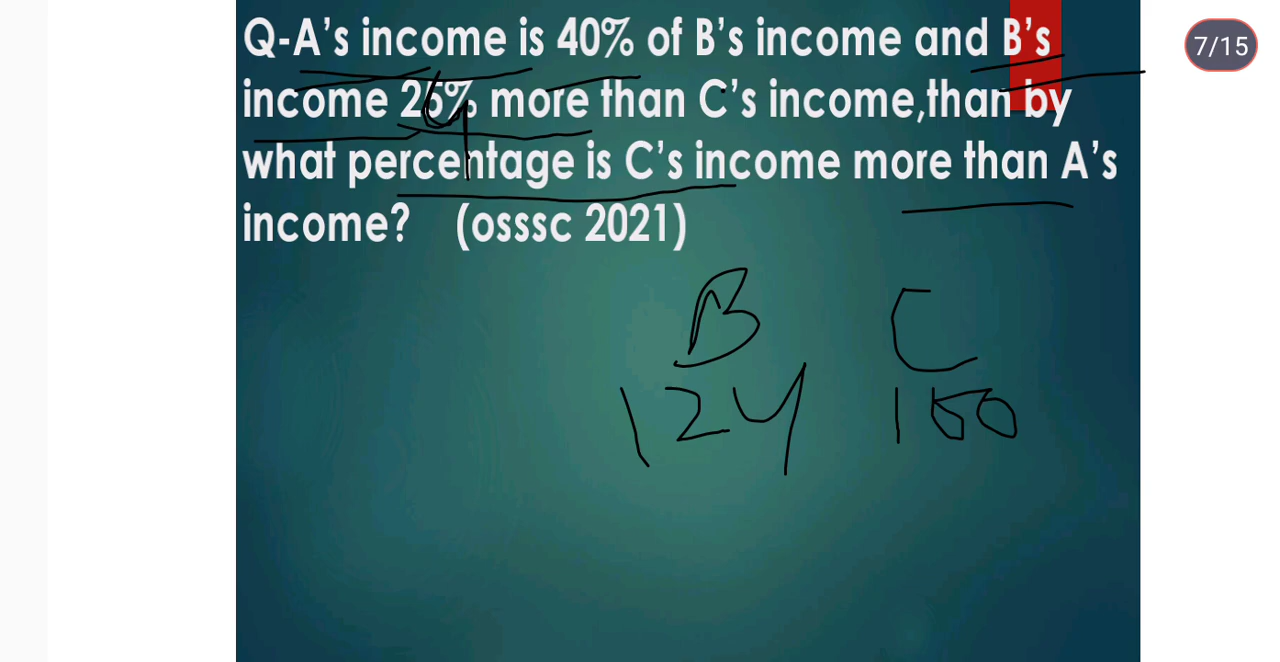 Q-A's income is 40% of B's income and B's
7/15
income 25% more than C's income,than by
what percentage is C's income more than A's
income? (osssc 2021)
B C
124 100